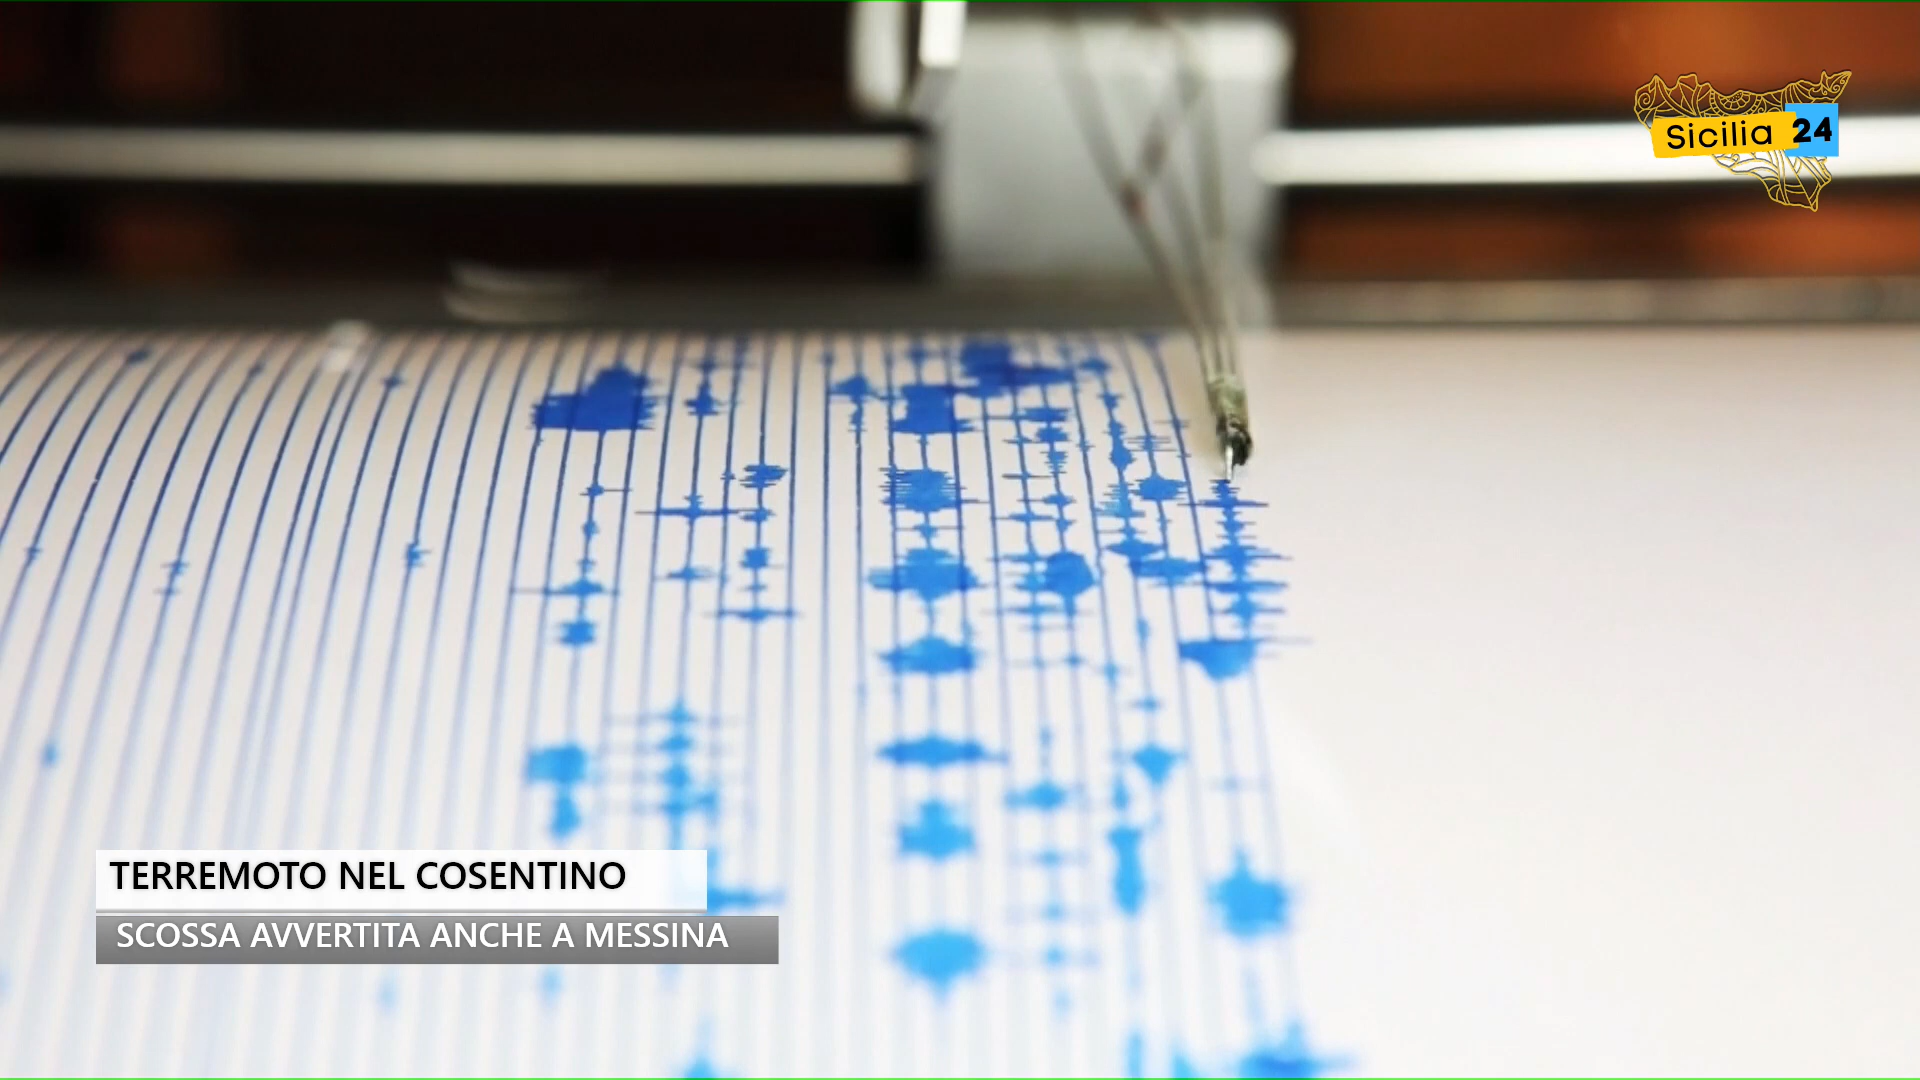 Sicilia 24
TERREMOTO NEL COSENTINO
SCOSSA AVVERTITA ANCHE A MESSINA